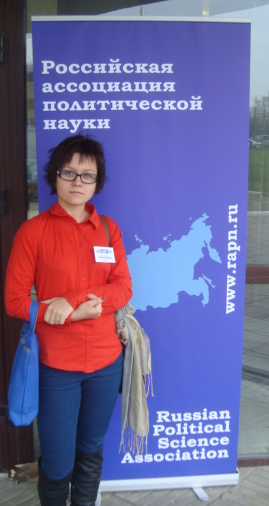 Российская
ассоциация
политической
науки
www.rapn.ru
Russian
Political
Science
Association